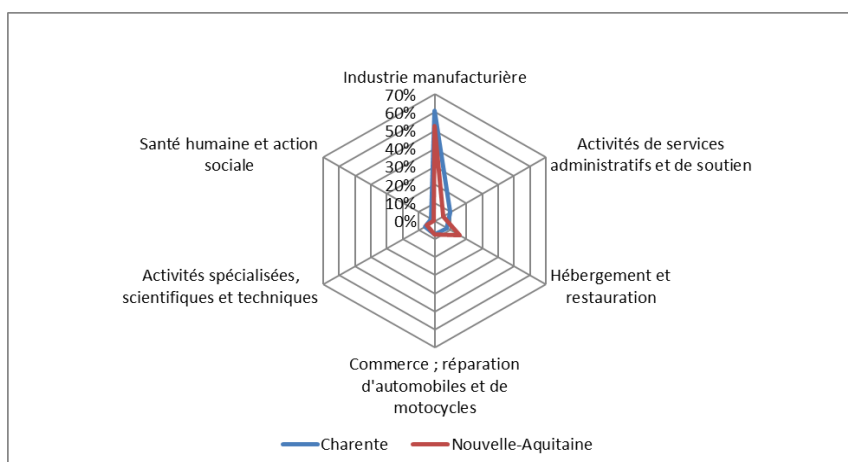 Industrie manufacturière
70%
60%
50%
40%
30%
20%
10%
0%
Activités de services
administratifs et de soutien
Hébergement et
restauration
Commerce ; réparation
d'automobiles et de
motocycles
Activités spécialisées,
scientifiques et techniques
Santé humaine et action
sociale
Charente
Nouvelle-Aquitaine